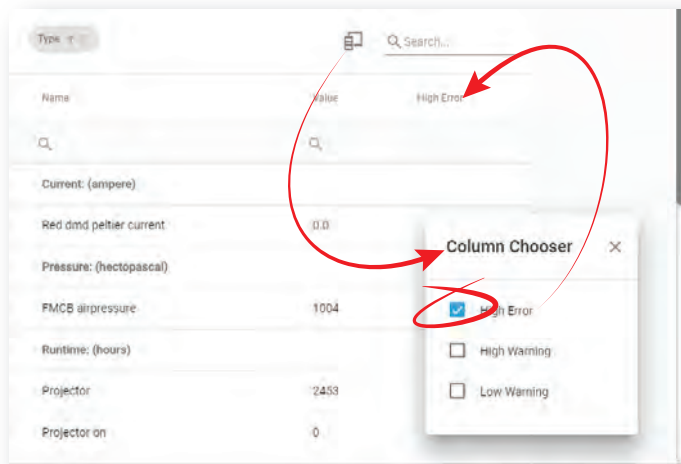 Type
Search...
Name Value High Error
Current: (ampere)
Red dmd peltier current 0.0
Pressure: (hectopascal)
FMCB airpressure 1004
Runtime: (hours)
Projector 2453
Projector on 0
Column Chooser
High Error
High Warning
Low Warning